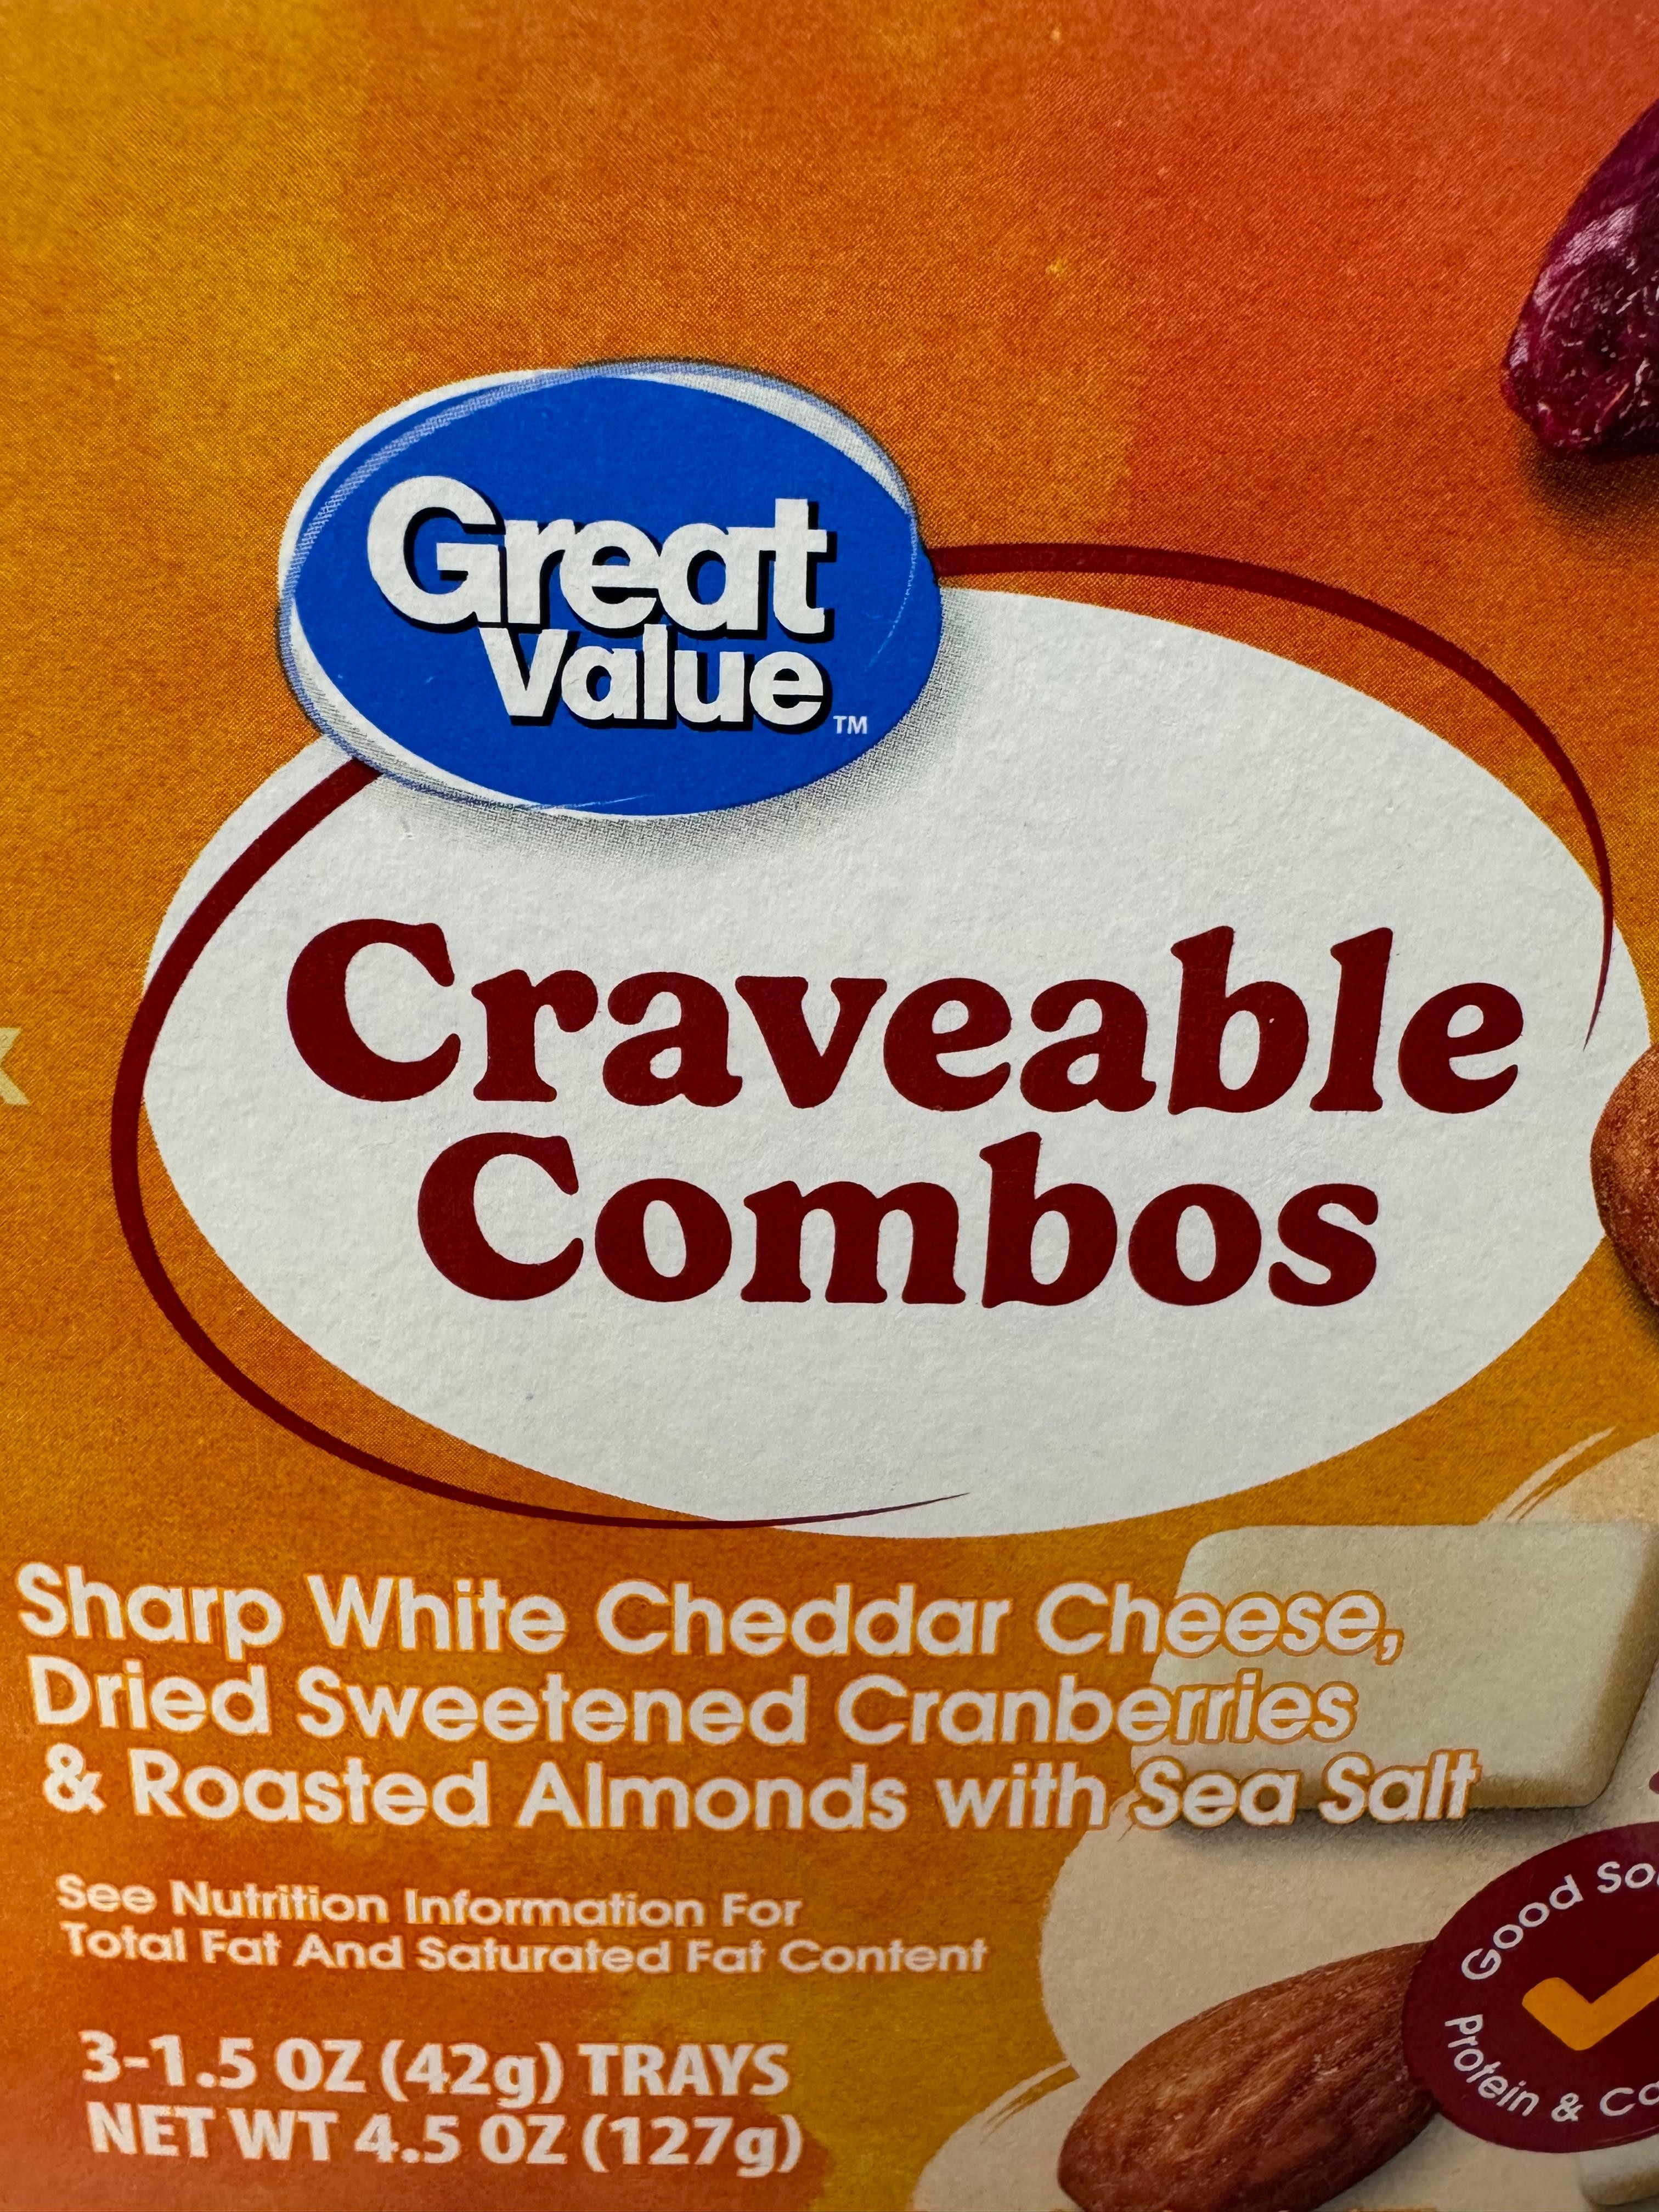 Great
Value™
Craveable
Combos
Sharp White Cheddar Cheese,
Dried Sweetened Cranberries
& Roasted Almonds with Sea Salt
See Nutrition Information For
Total Fat And Saturated Fat Content
3-1.5 OZ (42g) TRAYS
NET WT 4.5 OZ (127g)
Good
Protein &